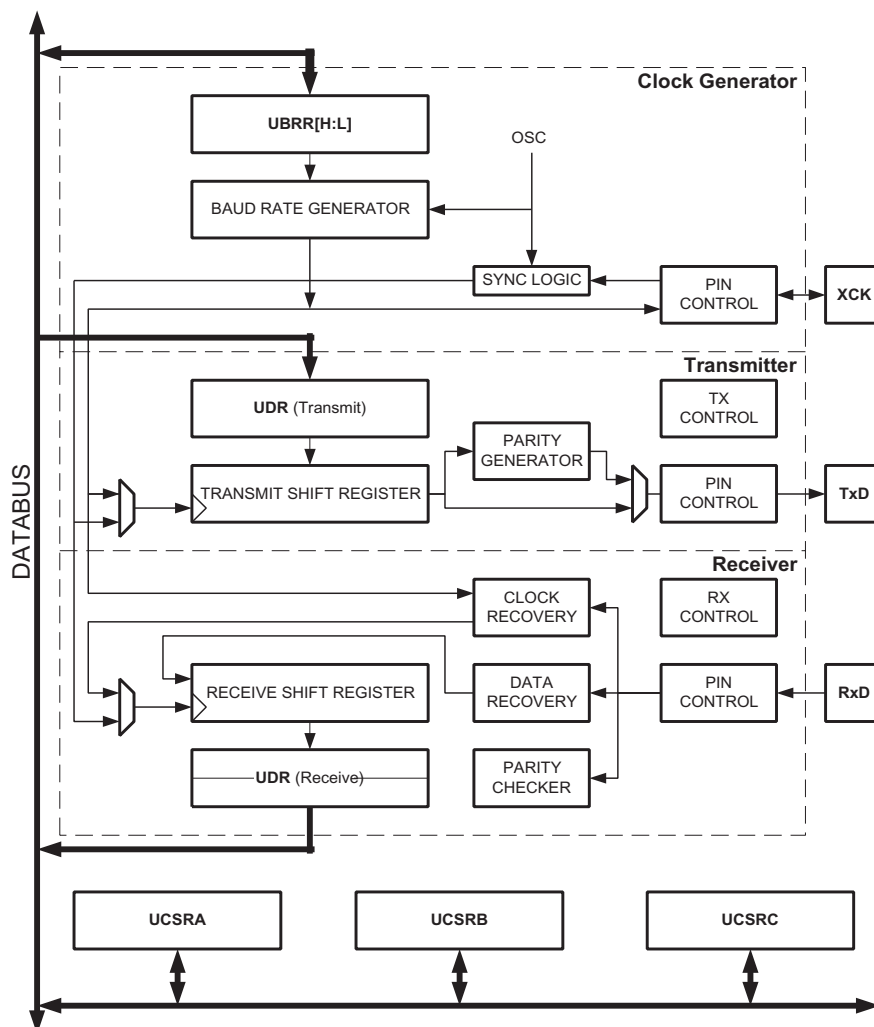 Clock Generator
UBRR[H:L]
OSC
BAUD RATE GENERATOR
SYNC LOGIC
PIN
CONTROL
XCK
Transmitter
TX
CONTROL
UDR (Transmit)
PARITY
GENERATOR
TRANSMIT SHIFT REGISTER
PIN
CONTROL
TxD
DATABUS
Receiver
CLOCK
RECOVERY
RX
CONTROL
RECEIVE SHIFT REGISTER
DATA
RECOVERY
PIN
CONTROL
RxD
UDR (Receive)
PARITY
CHECKER
UCSRA
UCSRB
UCSRC